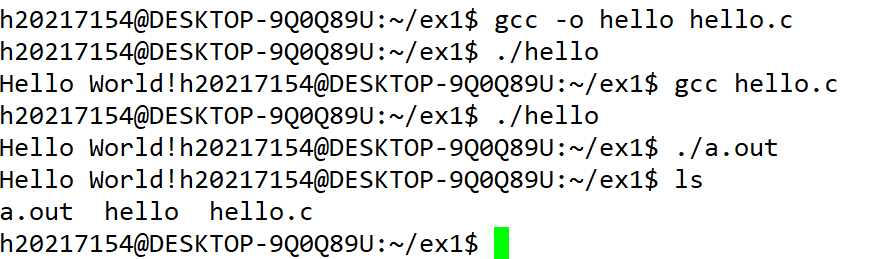 h20217154@DESKTOP-9Q0Q89U:~/ex1$ gcc -o hello hello.c
h20217154@DESKTOP-9Q0Q89U:~/ex1$ ./hello
Hello World!h20217154@DESKTOP-9Q0Q89U:~/ex1$ gcc hello.c
h20217154@DESKTOP-9Q0Q89U:~/ex1$ ./hello
Hello World!h20217154@DESKTOP-9Q0Q89U:~/ex1$ ./a.out
Hello World!h20217154@DESKTOP-9Q0Q89U:~/ex1$ ls
a.out  hello  hello.c
h20217154@DESKTOP-9Q0Q89U:~/ex1$